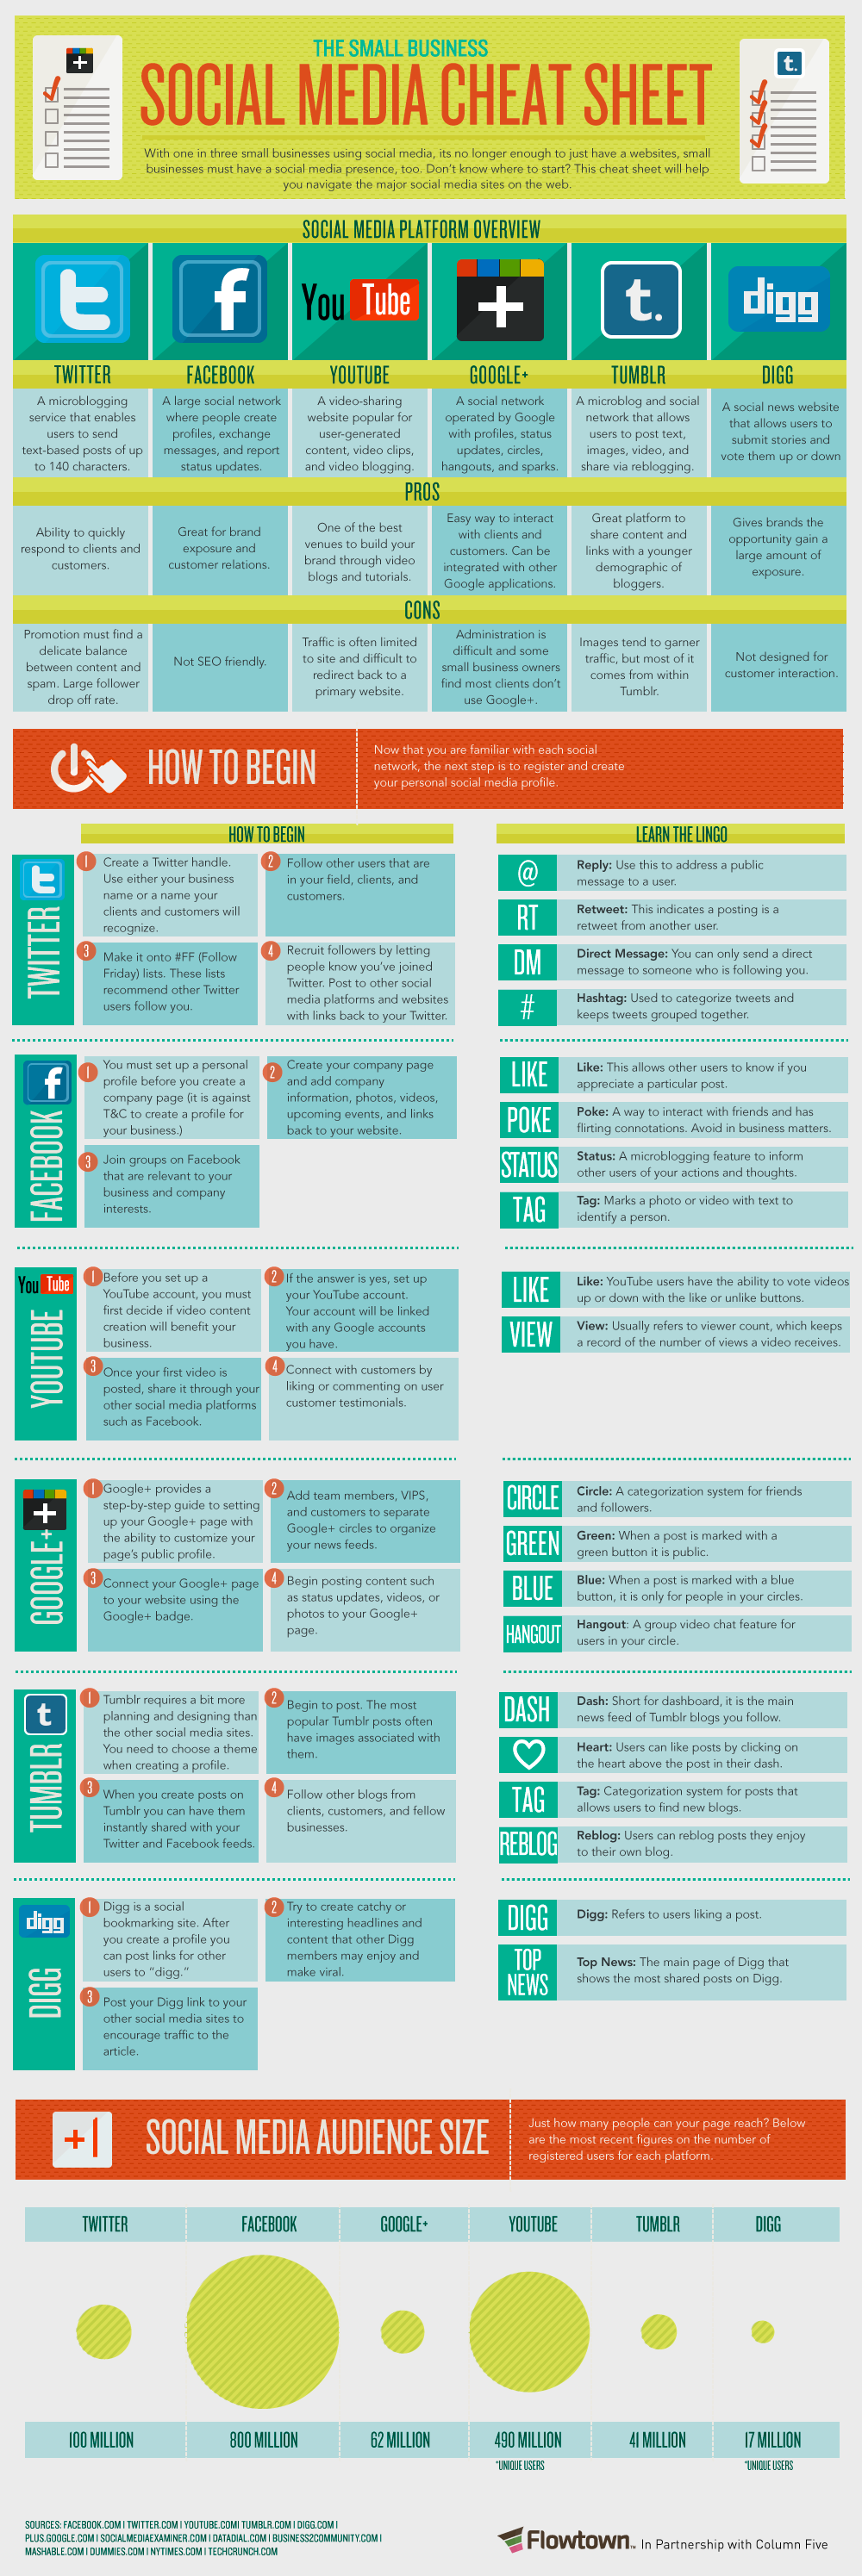 THE SMALL BUSINESS
SOCIAL MEDIA CHEAT SHEET
With one in three small businesses using social media, its no longer enough to just have a websites, small
businesses must have a social media presence, too. Don't know where to start? This cheat sheet will help
you navigate the major social media sites on the web.
SOCIAL MEDIA PLATFORM OVERVIEW
You Tube
t.
digg
TWITTER
FACEBOOK
YOUTUBE
GOOGLE+
TUMBLR
DIGG
A microblogging
service that enables
users to send
text-based posts of up
to 140 characters.
A large social network
where people create
profiles, exchange
messages, and report
status updates.
A video-sharing
website popular for
user-generated
content, video clips,
and video blogging.
A social network
operated by Google
with profiles, status
updates, circles,
hangouts, and sparks.
A microblog and social
network that allows
users to post text,
images, video, and
share via reblogging.
A social news website
that allows users to
submit stories and
vote them up or down
PROS
Ability to quickly
respond to clients and
customers.
Great for brand
exposure and
customer relations.
One of the best
venues to build your
brand through video
blogs and tutorials.
Easy way to interact
with clients and
customers. Can be
integrated with other
Google applications.
Great platform to
share content and
links with a younger
demographic of
bloggers.
Gives brands the
opportunity gain a
large amount of
exposure.
CONS
Promotion must find a
delicate balance
between content and
spam. Large follower
drop off rate.
Not SEO friendly.
Traffic is often limited
to site and difficult to
redirect back to a
primary website.
Administration is
difficult and some
small business owners
find most clients don't
use Google+.
Images tend to garner
traffic, but most of it
comes from within
Tumblr.
Not designed for
customer interaction.
HOW TO BEGIN
Now that you are familiar with each social
network, the next step is to register and create
your personal social media profile.
HOW TO BEGIN
LEARN THE LINGO
TWITTER
1 Create a Twitter handle.
Use either your business
name or a name your
clients and customers will
recognize.
2 Follow other users that are
in your field, clients, and
customers.
3 Make it onto #FF (Follow
Friday) lists. These lists
recommend other Twitter
users follow you.
4 Recruit followers by letting
people know you've joined
Twitter. Post to other social
media platforms and websites
with links back to your Twitter.
@ Reply: Use this to address a public
message to a user.
RT Retweet: This indicates a posting is a
retweet from another user.
DM Direct Message: You can only send a direct
message to someone who is following you.
# Hashtag: Used to categorize tweets and
keeps tweets grouped together.
FACEBOOK
1 You must set up a personal
profile before you create a
company page (it is against
T&C to create a profile for
your business.)
2 Create your company page
and add company
information, photos, videos,
upcoming events, and links
back to your website.
3 Join groups on Facebook
that are relevant to your
business and company
interests.
LIKE Like: This allows other users to know if you
appreciate a particular post.
POKE Poke: A way to interact with friends and has
flirting connotations. Avoid in business matters.
STATUS Status: A microblogging feature to inform
other users of your actions and thoughts.
TAG Tag: Marks a photo or video with text to
identify a person.
You Tube
YOUTUBE
1 Before you set up a
YouTube account, you must
first decide if video content
creation will benefit your
business.
2 If the answer is yes, set up
your YouTube account.
Your account will be linked
with any Google accounts
you have.
3 Once your first video is
posted, share it through your
other social media platforms
such as Facebook.
4 Connect with customers by
liking or commenting on user
customer testimonials.
LIKE Like: YouTube users have the ability to vote videos
up or down with the like or unlike buttons.
VIEW View: Usually refers to viewer count, which keeps
a record of the number of views a video receives.
GOOGLE+
1 Google+ provides a
step-by-step guide to setting
up your Google+ page with
the ability to customize your
page's public profile.
2 Add team members, VIPS,
and customers to separate
Google+ circles to organize
your news feeds.
3 Connect your Google+ page
to your website using the
Google+ badge.
4 Begin posting content such
as status updates, videos, or
photos to your Google+
page.
CIRCLE Circle: A categorization system for friends
and followers.
GREEN Green: When a post is marked with a
green button it is public.
BLUE Blue: When a post is marked with a blue
button, it is only for people in your circles.
HANGOUT Hangout: A group video chat feature for
users in your circle.
TUMBLR
1 Tumblr requires a bit more
planning and designing than
the other social media sites.
You need to choose a theme
when creating a profile.
2 Begin to post. The most
popular Tumblr posts often
have images associated with
them.
3 When you create posts on
Tumblr you can have them
instantly shared with your
Twitter and Facebook feeds.
4 Follow other blogs from
clients, customers, and fellow
businesses.
DASH Dash: Short for dashboard, it is the main
news feed of Tumblr blogs you follow.
Heart: Users can like posts by clicking on
the heart above the post in their dash.
TAG Tag: Categorization system for posts that
allows users to find new blogs.
REBLOG Reblog: Users can reblog posts they enjoy
to their own blog.
digg
DIGG
1 Digg is a social
bookmarking site. After
you create a profile you
can post links for other
users to "digg."
2 Try to create catchy or
interesting headlines and
content that other Digg
members may enjoy and
make viral.
3 Post your Digg link to your
other social media sites to
encourage traffic to the
article.
DIGG Digg: Refers to users liking a post.
TOP NEWS Top News: The main page of Digg that
shows the most shared posts on Digg.
+1 SOCIAL MEDIA AUDIENCE SIZE
Just how many people can your page reach? Below
are the most recent figures on the number of
registered users for each platform.
TWITTER FACEBOOK GOOGLE+ YOUTUBE TUMBLR DIGG
100 MILLION 800 MILLION 62 MILLION 490 MILLION 41 MILLION 17 MILLION
*UNIQUE USERS *UNIQUE USERS
SOURCES: FACEBOOK.COM | TWITTER.COM | YOUTUBE.COM| TUMBLR.COM | DIGG.COM |
PLUS.GOOGLE.COM | SOCIALMEDIAEXAMINER.COM | DATADIAL.COM | BUSINESS2COMMUNITY.COM |
MASHABLE.COM | DUMMIES.COM | NYTIMES.COM | TECHCRUNCH.COM
Flowtown™ In Partnership with Column Five